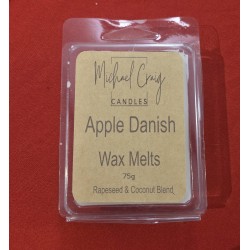 Michael Craig
CANDLES
Apple Danish
Wax Melts
75g
Rapeseed & Coconut Blend